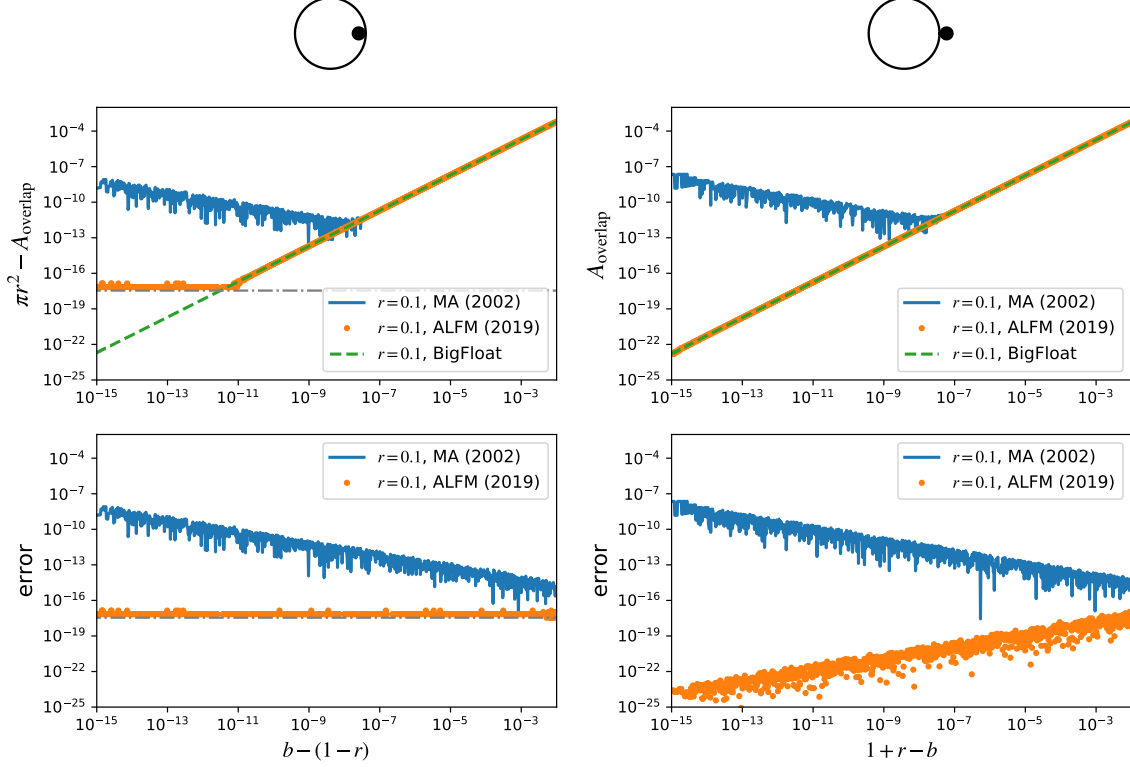 πr² − A_overlap
10⁻⁴
10⁻⁷
10⁻¹⁰
10⁻¹³
10⁻¹⁶
10⁻¹⁹
10⁻²²
10⁻²⁵
r = 0.1, MA (2002)
r = 0.1, ALFM (2019)
r = 0.1, BigFloat
10⁻¹⁵ 10⁻¹³ 10⁻¹¹ 10⁻⁹ 10⁻⁷ 10⁻⁵ 10⁻³
A_overlap
10⁻⁴
10⁻⁷
10⁻¹⁰
10⁻¹³
10⁻¹⁶
10⁻¹⁹
10⁻²²
10⁻²⁵
r = 0.1, MA (2002)
r = 0.1, ALFM (2019)
r = 0.1, BigFloat
10⁻¹⁵ 10⁻¹³ 10⁻¹¹ 10⁻⁹ 10⁻⁷ 10⁻⁵ 10⁻³
error
10⁻⁴
10⁻⁷
10⁻¹⁰
10⁻¹³
10⁻¹⁶
10⁻¹⁹
10⁻²²
10⁻²⁵
r = 0.1, MA (2002)
r = 0.1, ALFM (2019)
10⁻¹⁵ 10⁻¹³ 10⁻¹¹ 10⁻⁹ 10⁻⁷ 10⁻⁵ 10⁻³
b − (1 − r)
error
10⁻⁴
10⁻⁷
10⁻¹⁰
10⁻¹³
10⁻¹⁶
10⁻¹⁹
10⁻²²
10⁻²⁵
r = 0.1, MA (2002)
r = 0.1, ALFM (2019)
10⁻¹⁵ 10⁻¹³ 10⁻¹¹ 10⁻⁹ 10⁻⁷ 10⁻⁵ 10⁻³
1 + r − b